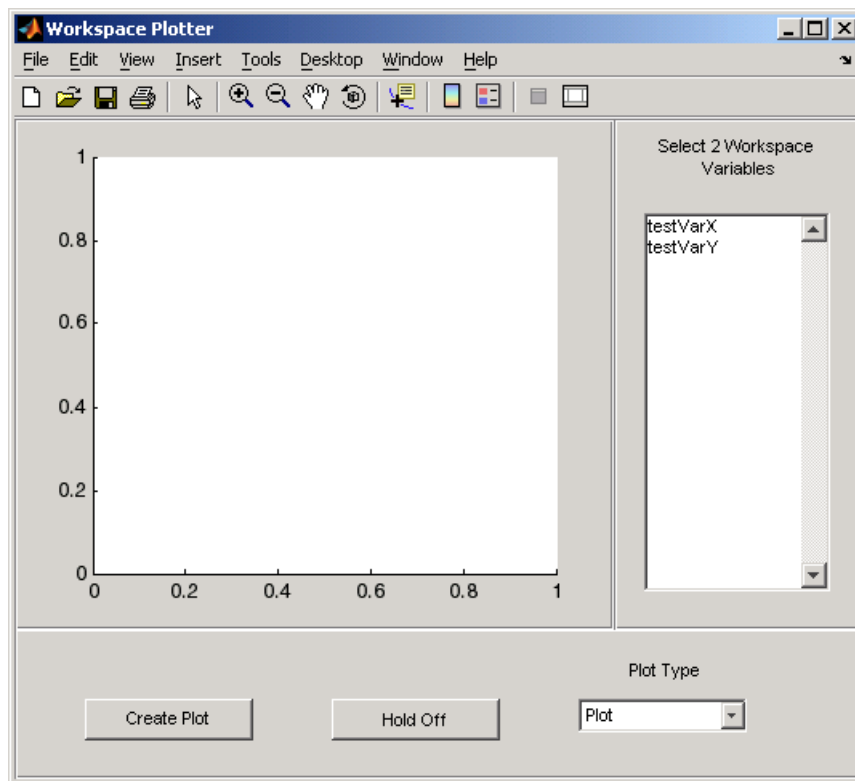 Workspace Plotter
File Edit View Insert Tools Desktop Window Help
Select 2 Workspace
Variables
testVarX
testVarY
1
0.8
0.6
0.4
0.2
0
0 0.2 0.4 0.6 0.8 1
Plot Type
Create Plot Hold Off Plot